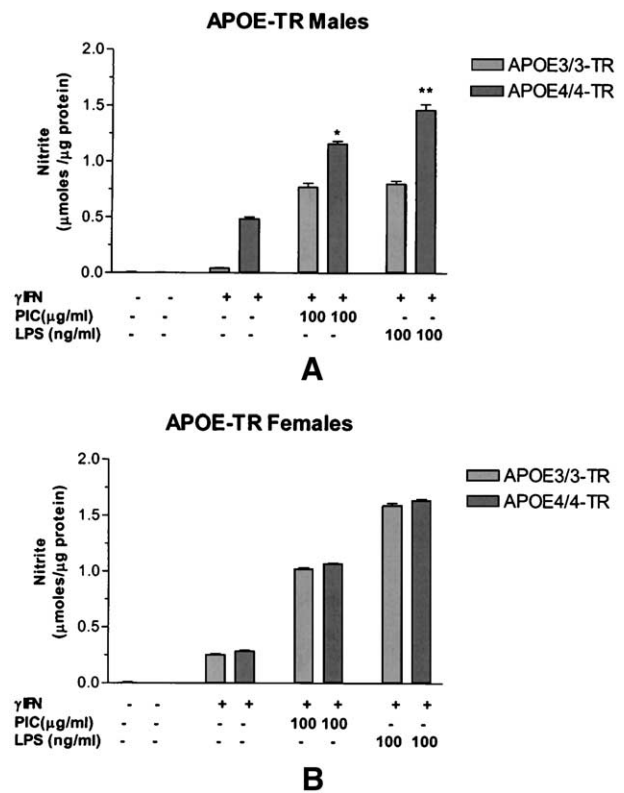 APOE-TR Males
2.0
1.5
1.0
0.5
0.0
Nitrite
(μmoles /μg protein)
APOE3/3-TR
APOE4/4-TR
*
**
γIFN - - + + + + + +
PIC(μg/ml) - - - - 100 100 - -
LPS (ng/ml) - - - - - - 100 100
A
APOE-TR Females
2.0
1.5
1.0
0.5
0.0
Nitrite
(μmoles/μg protein)
APOE3/3-TR
APOE4/4-TR
γIFN - - + + + + + +
PIC(μg/ml) - - - - 100 100 - -
LPS (ng/ml) - - - - - - 100 100
B